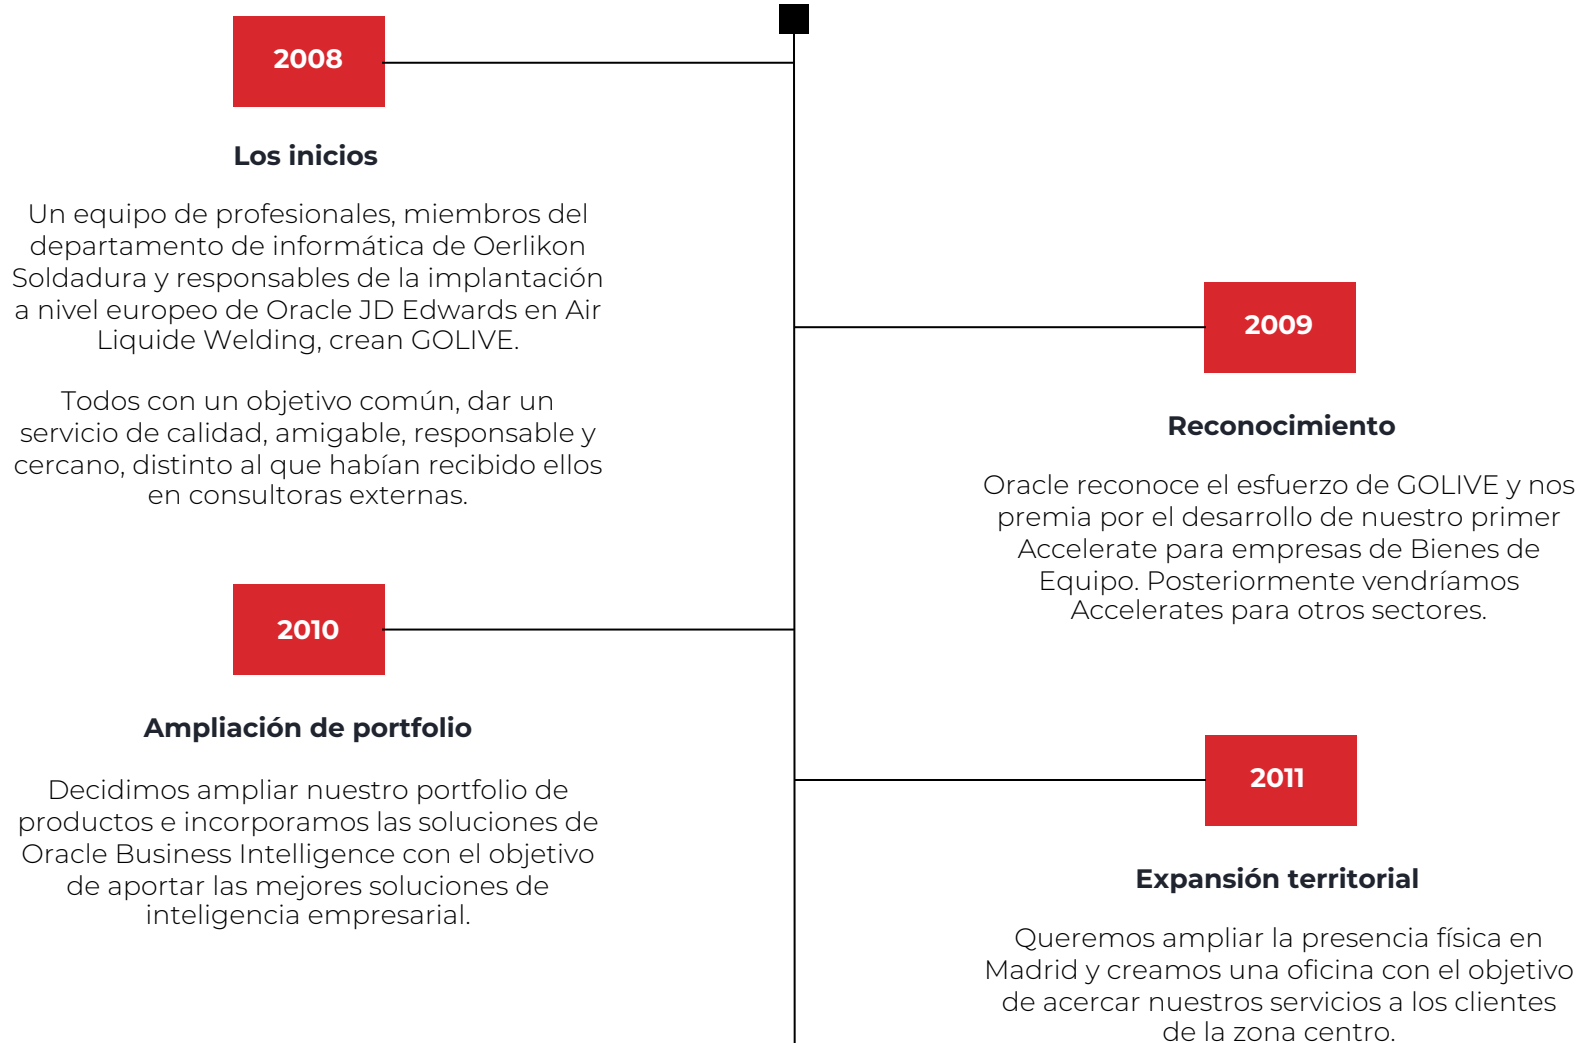 2008
Los inicios
Un equipo de profesionales, miembros del
departamento de informática de Oerlikon
Soldadura y responsables de la implantación
a nivel europeo de Oracle JD Edwards en Air
Liquide Welding, crean GOLIVE.
Todos con un objetivo común, dar un
servicio de calidad, amigable, responsable y
cercano, distinto al que habían recibido ellos
en consultoras externas.
2009
Reconocimiento
Oracle reconoce el esfuerzo de GOLIVE y nos
premia por el desarrollo de nuestro primer
Accelerate para empresas de Bienes de
Equipo. Posteriormente vendríamos
Accelerates para otros sectores.
2010
Ampliación de portfolio
Decidimos ampliar nuestro portfolio de
productos e incorporamos las soluciones de
Oracle Business Intelligence con el objetivo
de aportar las mejores soluciones de
inteligencia empresarial.
2011
Expansión territorial
Queremos ampliar la presencia física en
Madrid y creamos una oficina con el objetivo
de acercar nuestros servicios a los clientes
de la zona centro.